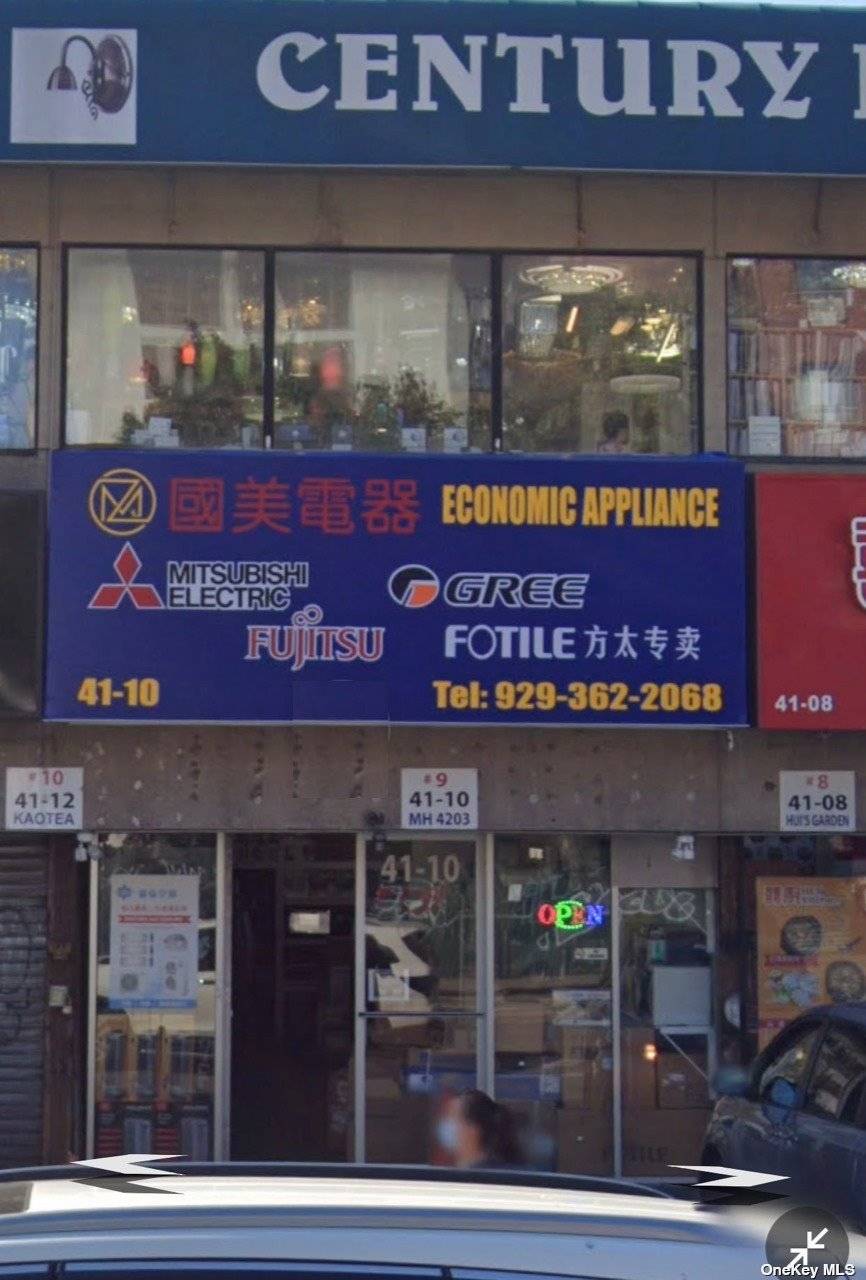 CENTURY
國美電器 ECONOMIC APPLIANCE
MITSUBISHI
ELECTRIC
GREE
FUJITSU
FOTILE 方太专卖
41-10
Tel: 929-362-2068
41-08
#10
41-12
KAOTEA
#9
41-10
MH 4203
#8
41-08
HUI'S GARDEN
41-10
OPEN
FOTILE
OneKey MLS